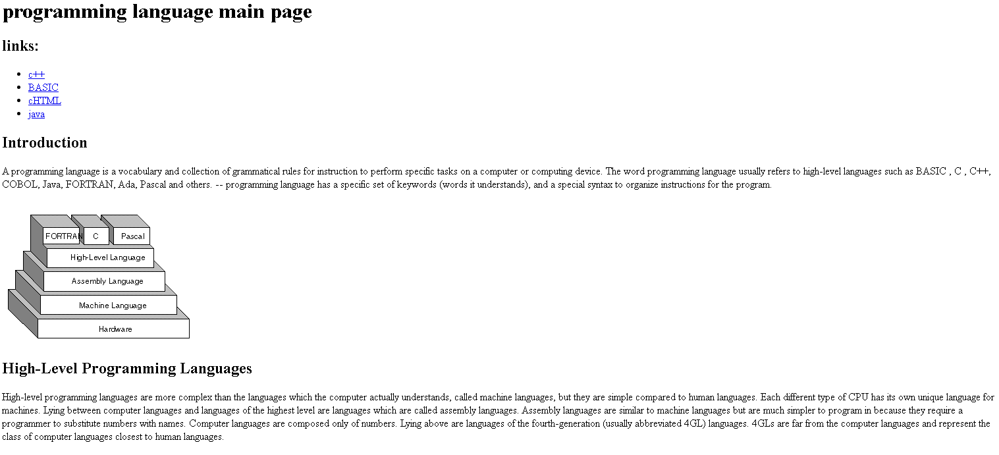 programming language main page
links:
c++
BASIC
cHTML
java
Introduction
A programming language is a vocabulary and collection of grammatical rules for instruction to perform specific tasks on a computer or computing device. The word programming language usually refers to high-level languages such as BASIC , C , C++,
COBOL, Java, FORTRAN, Ada, Pascal and others. -- programming language has a specific set of keywords (words it understands), and a special syntax to organize instructions for the program.
FORTRAN C Pascal
High-Level Language
Assembly Language
Machine Language
Hardware
High-Level Programming Languages
High-level programming languages are more complex than the languages which the computer actually understands, called machine languages, but they are simple compared to human languages. Each different type of CPU has its own unique language for
machines. Lying between computer languages and languages of the highest level are languages which are called assembly languages. Assembly languages are similar to machine languages but are much simpler to program in because they require a
programmer to substitute numbers with names. Computer languages are composed only of numbers. Lying above are languages of the fourth-generation (usually abbreviated 4GL) languages. 4GLs are far from the computer languages and represent the
class of computer languages closest to human languages.